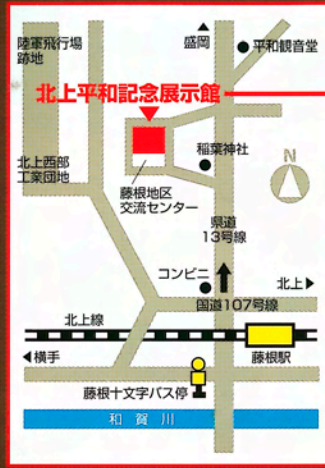 陸軍飛行場
跡地
盛岡
平和観音堂
北上平和記念展示館
稲葉神社
N
北上西部
工業団地
藤根地区
交流センター
県道
13号線
コンビニ
北上
国道107号線
北上線
横手
藤根駅
藤根十文字バス停
和賀川